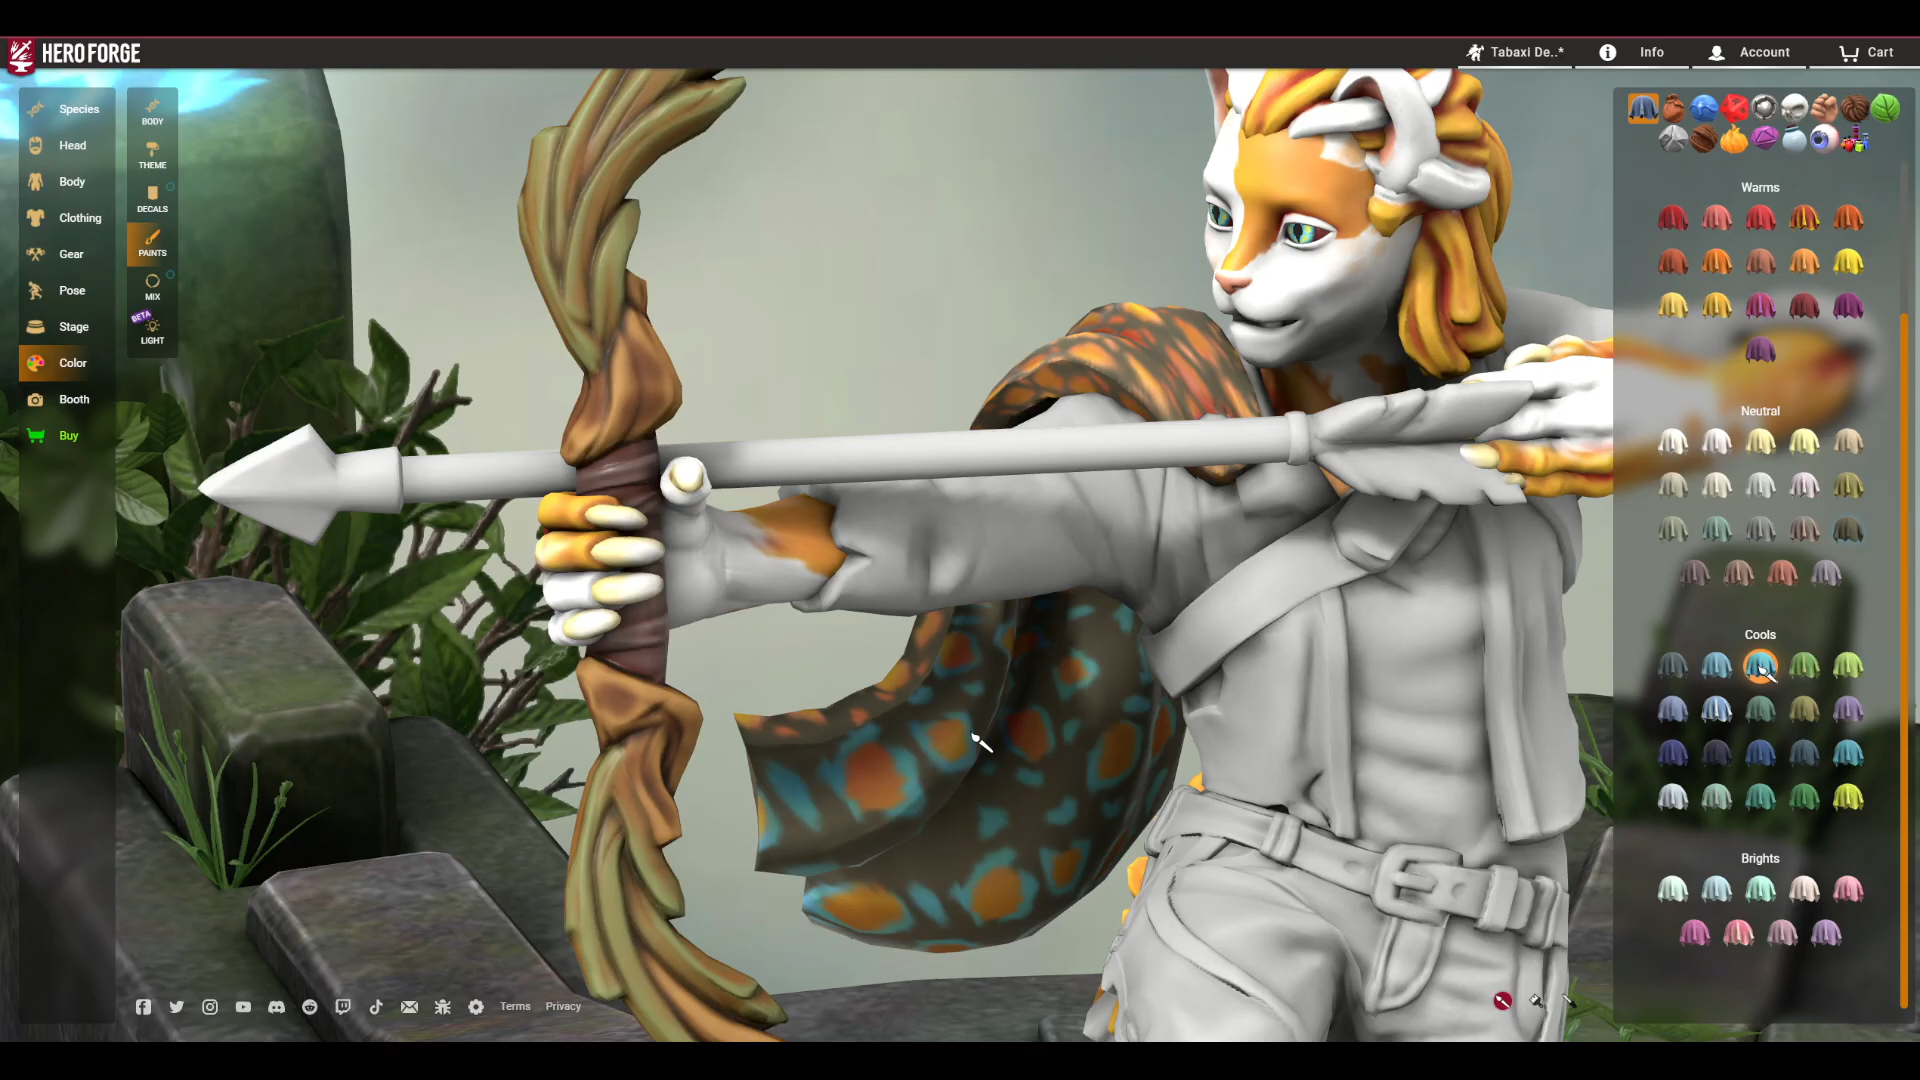 HERO FORGE
Tabaxi De..*
Info
Account
Cart
Species
Head
Body
Clothing
Gear
Pose
Stage
Color
Booth
Buy
BODY
THEME
DECALS
PAINTS
MIX
BETA
LIGHT
Warms
Neutral
Cools
Brights
Terms
Privacy